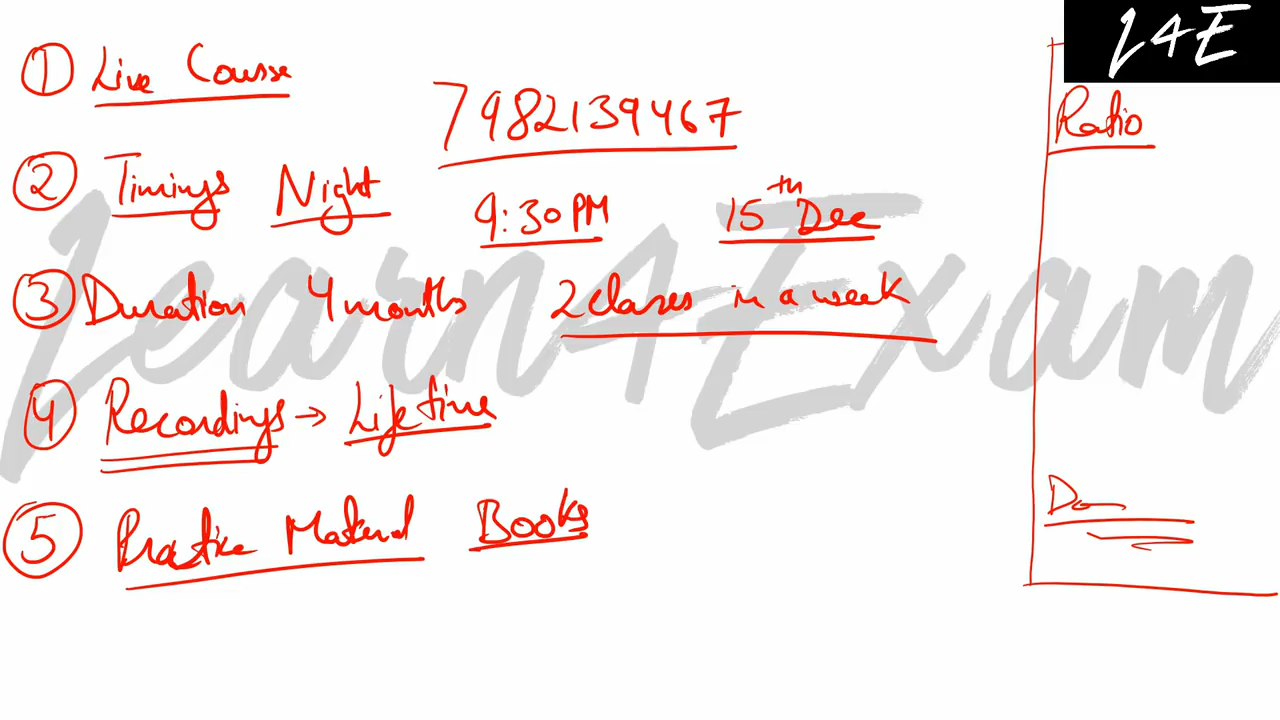 L4E
① Live Course
7982139467
Ratio
② Timings Night 9:30PM 15th Dec
③ Duration 4 months 2 classes in a week
④ Recordings → Lifetime
⑤ Practice Material Books
Learn4Exam